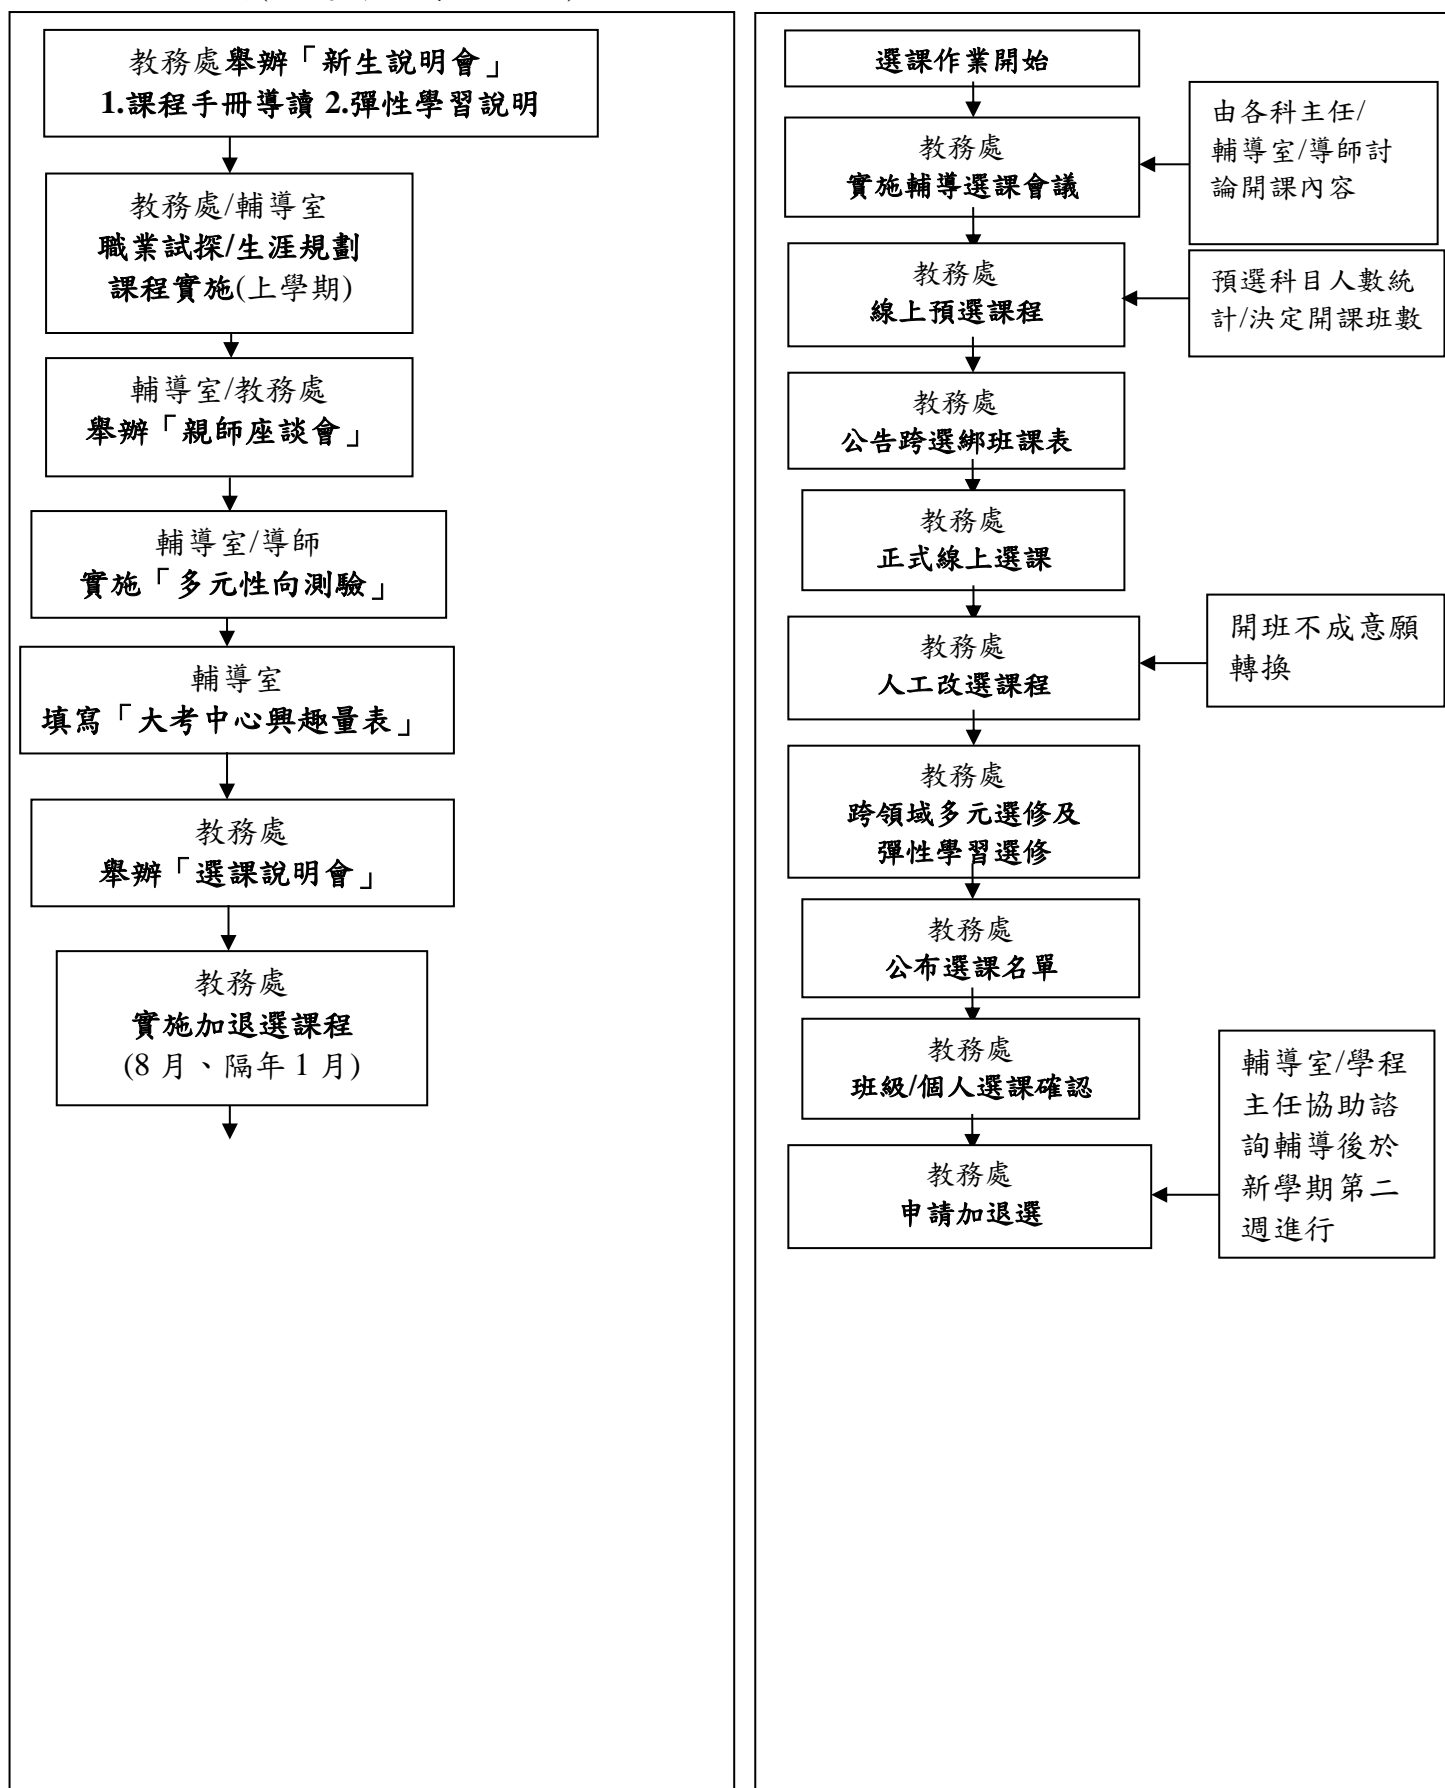 教務處舉辦「新生說明會」
1.課程手冊導讀 2.彈性學習說明
教務處/輔導室
職業試探/生涯規劃
課程實施(上學期)
輔導室/教務處
舉辦「親師座談會」
輔導室/導師
實施「多元性向測驗」
輔導室
填寫「大考中心興趣量表」
教務處
舉辦「選課說明會」
教務處
實施加退選課程
(8 月、隔年 1 月)
選課作業開始
教務處
實施輔導選課會議
由各科主任/
輔導室/導師討
論開課內容
教務處
線上預選課程
預選科目人數統
計/決定開課班數
教務處
公告跨選綁班課表
教務處
正式線上選課
教務處
人工改選課程
開班不成意願
轉換
教務處
跨領域多元選修及
彈性學習選修
教務處
公布選課名單
教務處
班級/個人選課確認
教務處
申請加退選
輔導室/學程
主任協助諮
詢輔導後於
新學期第二
週進行